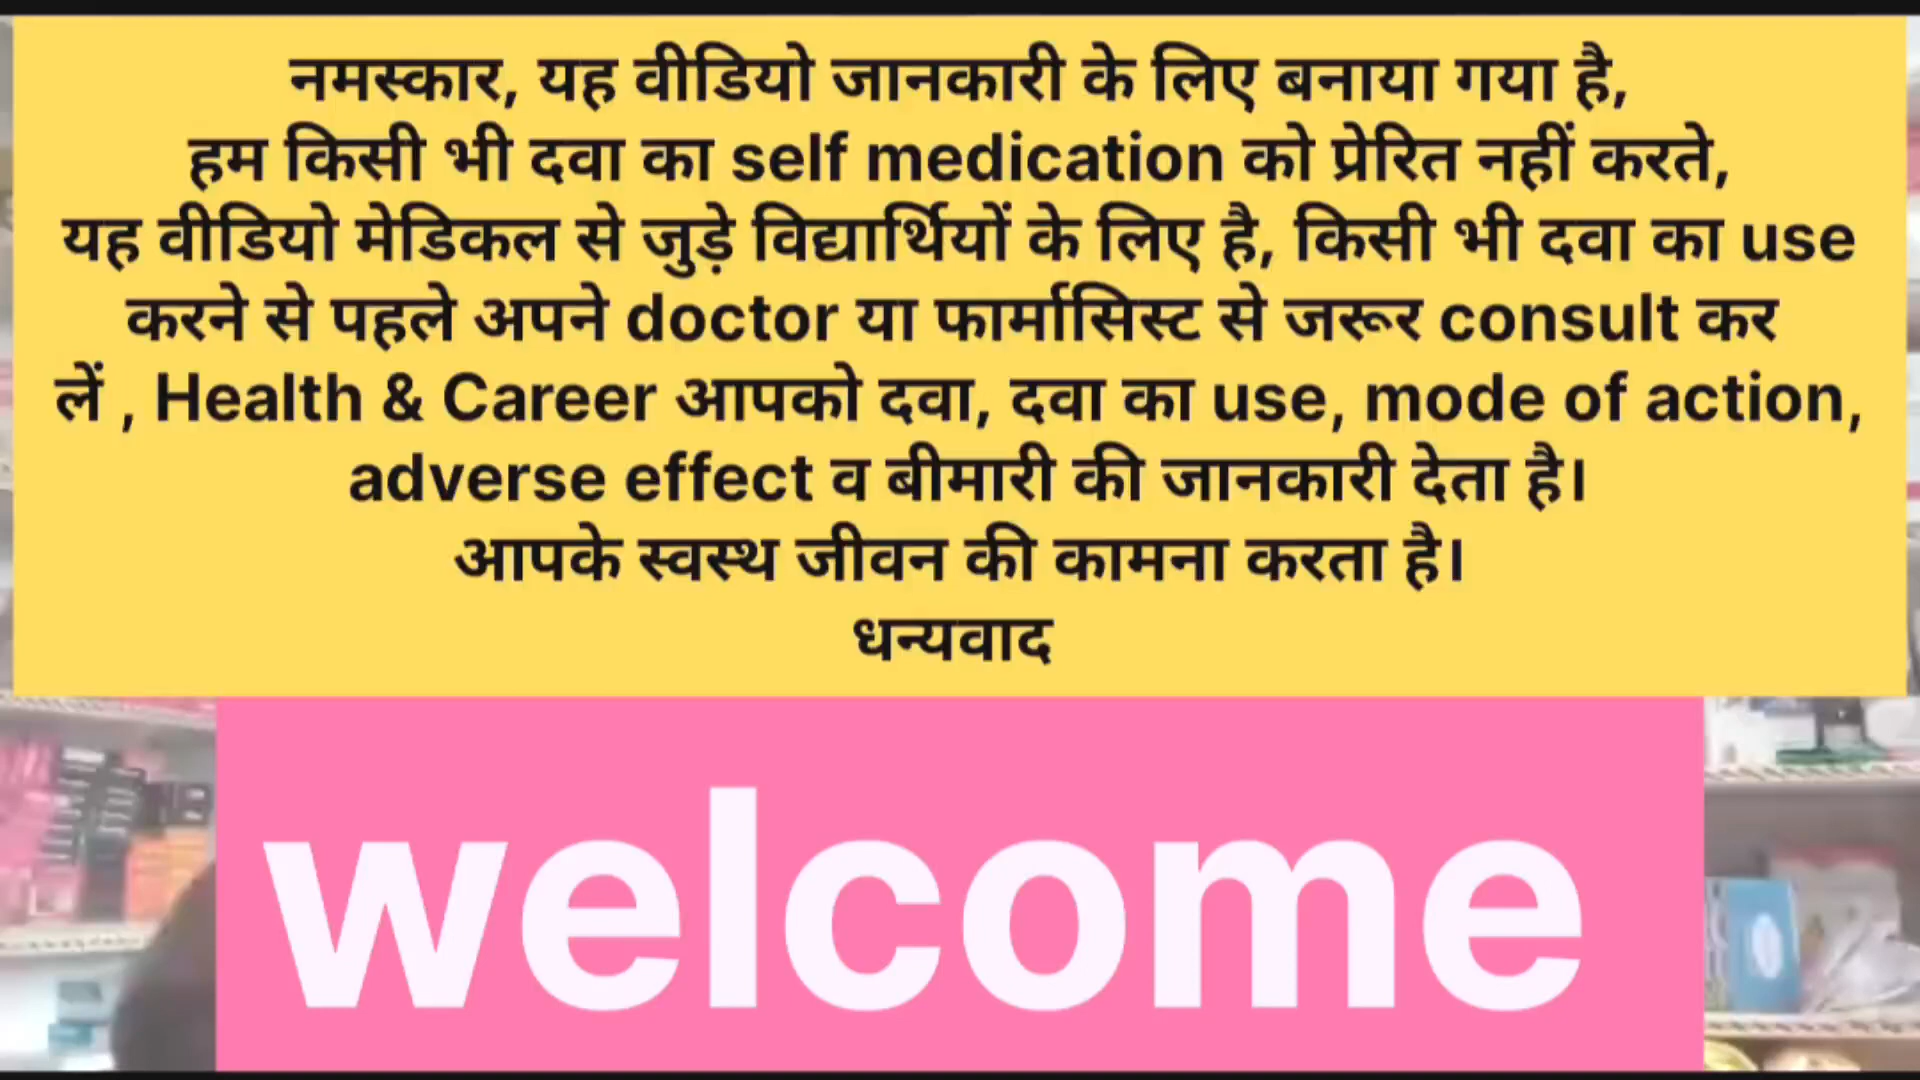 नमस्कार, यह वीडियो जानकारी के लिए बनाया गया है,
हम किसी भी दवा का self medication को प्रेरित नहीं करते,
यह वीडियो मेडिकल से जुड़े विद्यार्थियों के लिए है, किसी भी दवा का use
करने से पहले अपने doctor या फार्मासिस्ट से जरूर consult कर
लें , Health & Career आपको दवा, दवा का use, mode of action,
adverse effect व बीमारी की जानकारी देता है।
आपके स्वस्थ जीवन की कामना करता है।
धन्यवाद
welcome